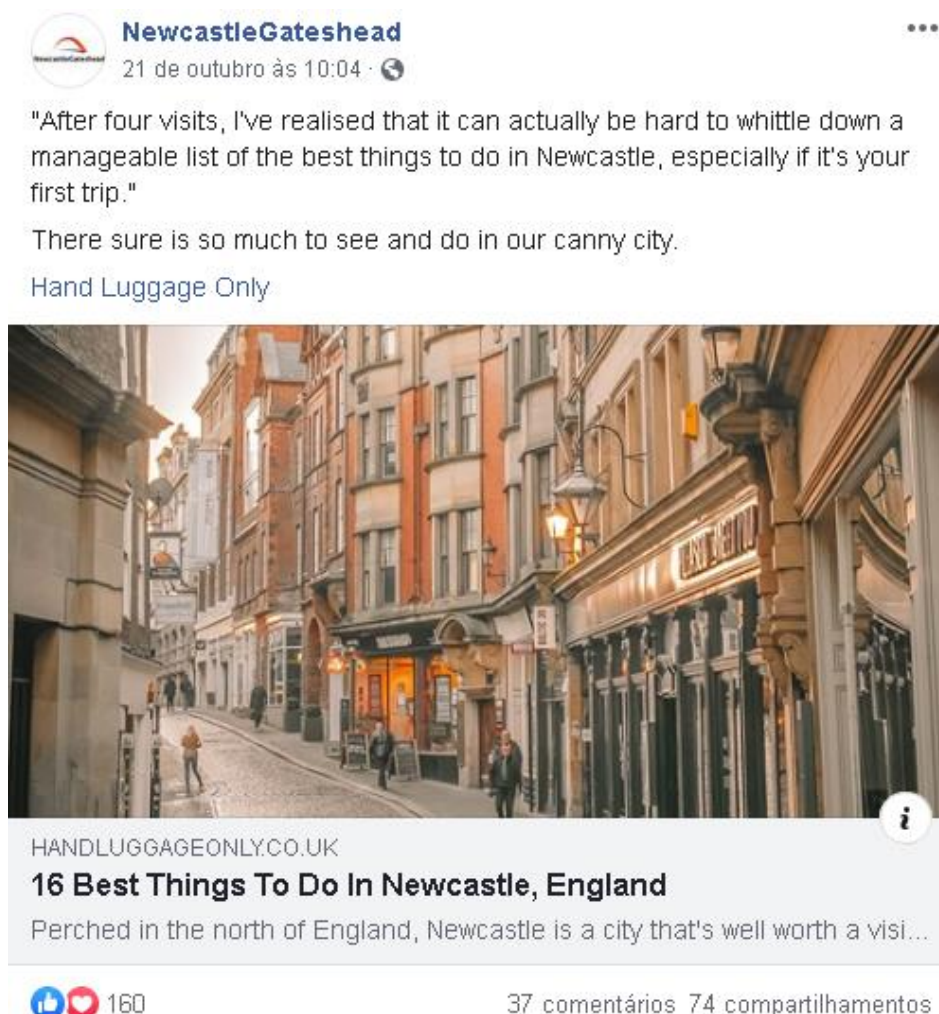 NewcastleGateshead
21 de outubro às 10:04 ·
"After four visits, I've realised that it can actually be hard to whittle down a
manageable list of the best things to do in Newcastle, especially if it's your
first trip."
There sure is so much to see and do in our canny city.
Hand Luggage Only
HANDLUGGAGEONLY.CO.UK
16 Best Things To Do In Newcastle, England
Perched in the north of England, Newcastle is a city that's well worth a visi...
160
37 comentários 74 compartilhamentos